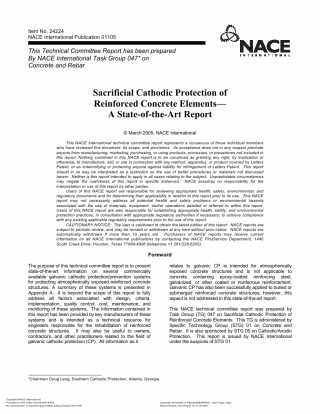 Item No. 24224
NACE International Publication 01105
This Technical Committee Report has been prepared
By NACE International Task Group 047* on
Concrete and Rebar
NACE
INTERNATIONAL
Sacrificial Cathodic Protection of
Reinforced Concrete Elements—
A State-of-the-Art Report
© March 2005, NACE International
This NACE International technical committee report represents a consensus of those individual members
who have reviewed this document, its scope, and provisions. Its acceptance does not in any respect preclude
anyone from manufacturing, marketing, purchasing, or using products, processes, or procedures not included in
this report. Nothing contained in this NACE report is to be construed as granting any right, by implication or
otherwise, to manufacture, sell, or use in connection with any method, apparatus, or product covered by Letters
Patent, or as indemnifying or protecting anyone against liability for infringement of Letters Patent. This report
should in no way be interpreted as a restriction on the use of better procedures or materials not discussed
herein. Neither is this report intended to apply in all cases relating to the subject. Unpredictable circumstances
may negate the usefulness of this report in specific instances. NACE assumes no responsibility for the
interpretation or use of this report by other parties.
Users of this NACE report are responsible for reviewing appropriate health, safety, environmental, and
regulatory documents and for determining their applicability in relation to this report prior to its use. This NACE
report may not necessarily address all potential health and safety problems or environmental hazards
associated with the use of materials, equipment, and/or operations detailed or referred to within this report.
Users of this NACE report are also responsible for establishing appropriate health, safety, and environmental
protection practices, in consultation with appropriate regulatory authorities if necessary, to achieve compliance
with any existing applicable regulatory requirements prior to the use of this report.
CAUTIONARY NOTICE: The user is cautioned to obtain the latest edition of this report. NACE reports are
subject to periodic review, and may be revised or withdrawn at any time without prior notice. NACE reports are
automatically withdrawn if more than 10 years old. Purchasers of NACE reports may receive current
information on all NACE International publications by contacting the NACE FirstService Department, 1440
South Creek Drive, Houston, Texas 77084-4906 (telephone +1 281/228-6200).
Foreword
The purpose of this technical committee report is to present
state-of-the-art information on several commercially
available galvanic cathodic protection/prevention systems
for protecting atmospherically exposed reinforced concrete
structures. A summary of these systems is presented in
Appendix A. It is beyond the scope of this report to fully
address all factors associated with design, criteria,
implementation, quality control, cost, maintenance, and
monitoring of these systems. The information contained in
this report has been provided by key manufacturers of these
systems and is intended as a technical resource for
engineers responsible for the rehabilitation of reinforced
concrete structures. It may also be useful to owners,
contractors, and other practitioners related to the field of
galvanic cathodic protection (CP). All information as it
relates to galvanic CP is intended for atmospherically
exposed concrete structures and is not applicable to
concrete containing epoxy-coated reinforcing steel,
galvanized, or other coated or nonferrous reinforcement.
Galvanic CP has also been successfully applied to buried or
submerged reinforced concrete structures; however, this
aspect is not addressed in this state-of-the-art report.
This NACE technical committee report was prepared by
Task Group (TG) 047 on Sacrificial Cathodic Protection of
Reinforced Concrete Elements. This TG is administered by
Specific Technology Group (STG) 01 on Concrete and
Rebar. It is also sponsored by STG 05 on Cathodic/Anodic
Protection. This report is issued by NACE International
under the auspices of STG 01.
*Chairman Doug Leng, Southern Cathodic Protection, Atlanta, Georgia.
Copyright NACE International